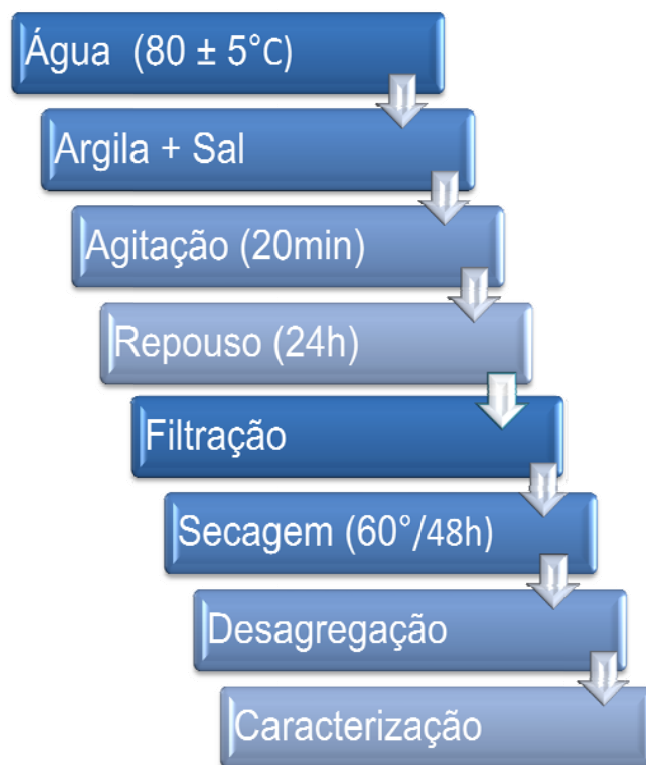 Água (80 ± 5°C)
Argila + Sal
Agitação (20min)
Repouso (24h)
Filtração
Secagem (60°/48h)
Desagregação
Caracterização